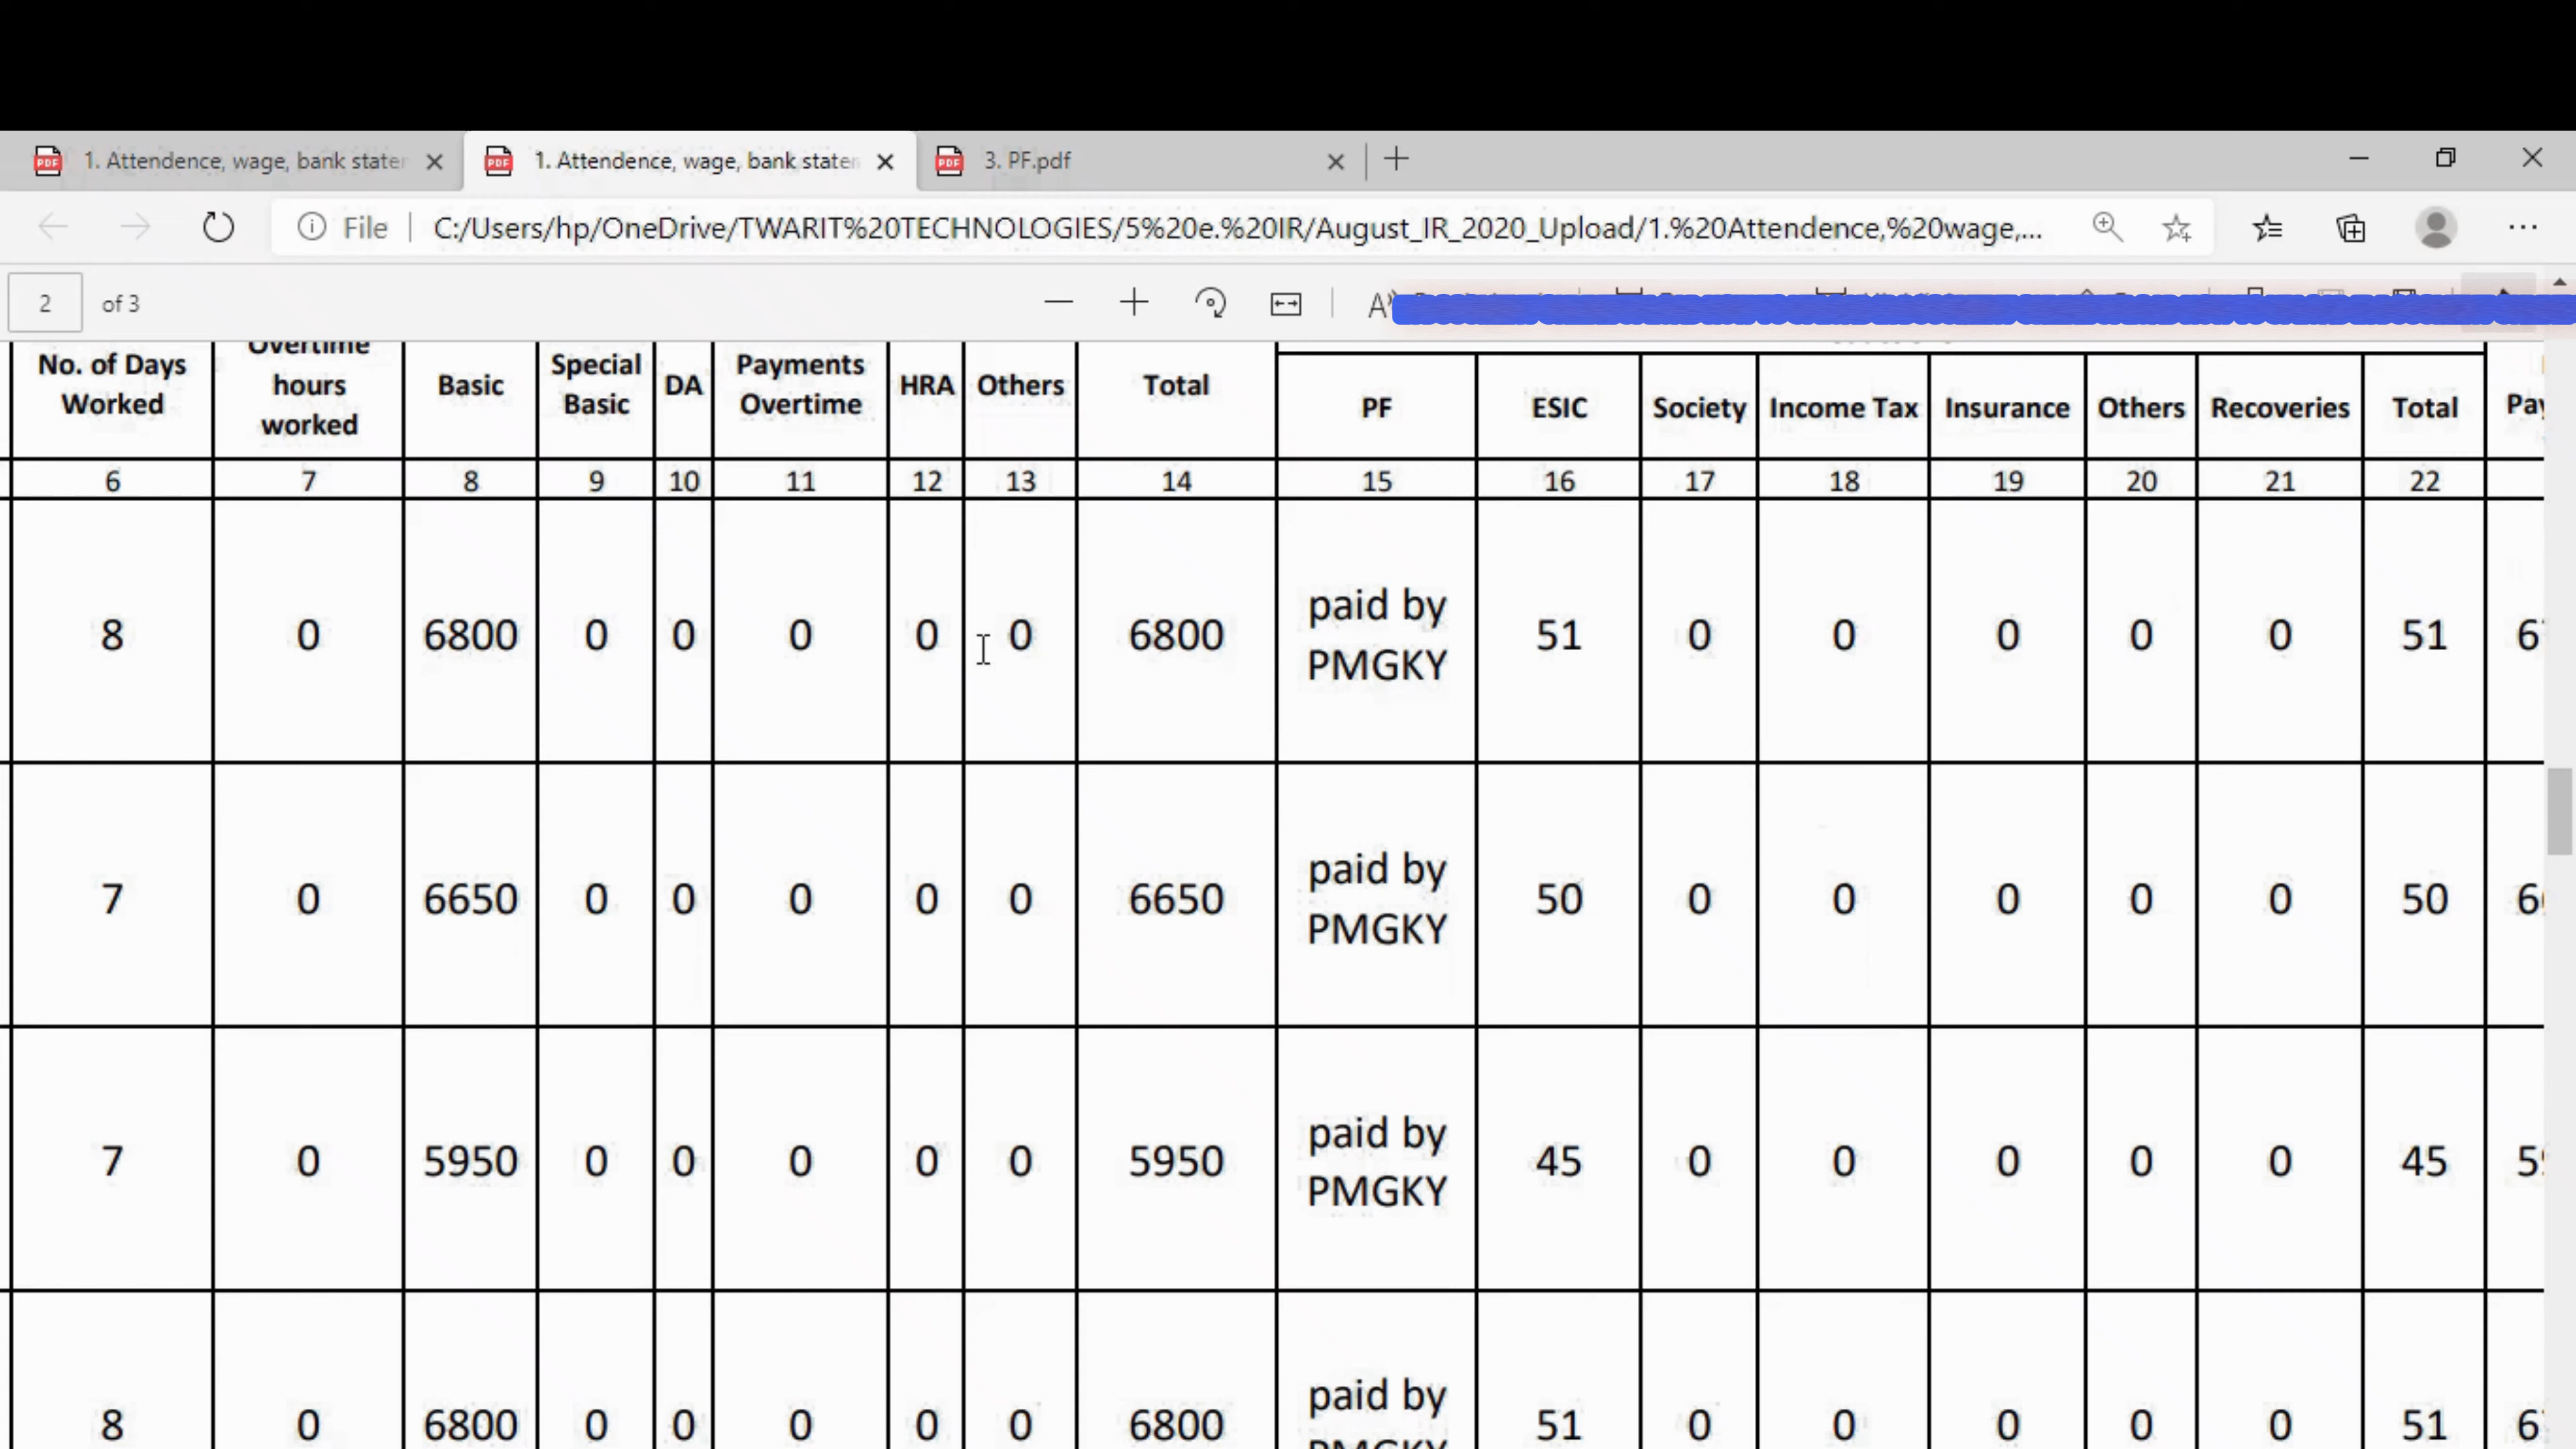 1. Attendence, wage, bank stater
1. Attendence, wage, bank stater
3. PF.pdf
File
C:/Users/hp/OneDrive/TWARIT%20TECHNOLOGIES/5%20e.%20IR/August_IR_2020_Upload/1.%20Attendence,%20wage,...
2 of 3
No. of Days Worked Overtime hours worked Basic Special Basic DA Payments Overtime HRA Others Total PF ESIC Society Income Tax Insurance Others Recoveries Total
6 7 8 9 10 11 12 13 14 15 16 17 18 19 20 21 22
8 0 6800 0 0 0 0 0 6800 paid by PMGKY 51 0 0 0 0 0 51
7 0 6650 0 0 0 0 0 6650 paid by PMGKY 50 0 0 0 0 0 50
7 0 5950 0 0 0 0 0 5950 paid by PMGKY 45 0 0 0 0 0 45
8 0 6800 0 0 0 0 0 6800 paid by PMGKY 51 0 0 0 0 0 51